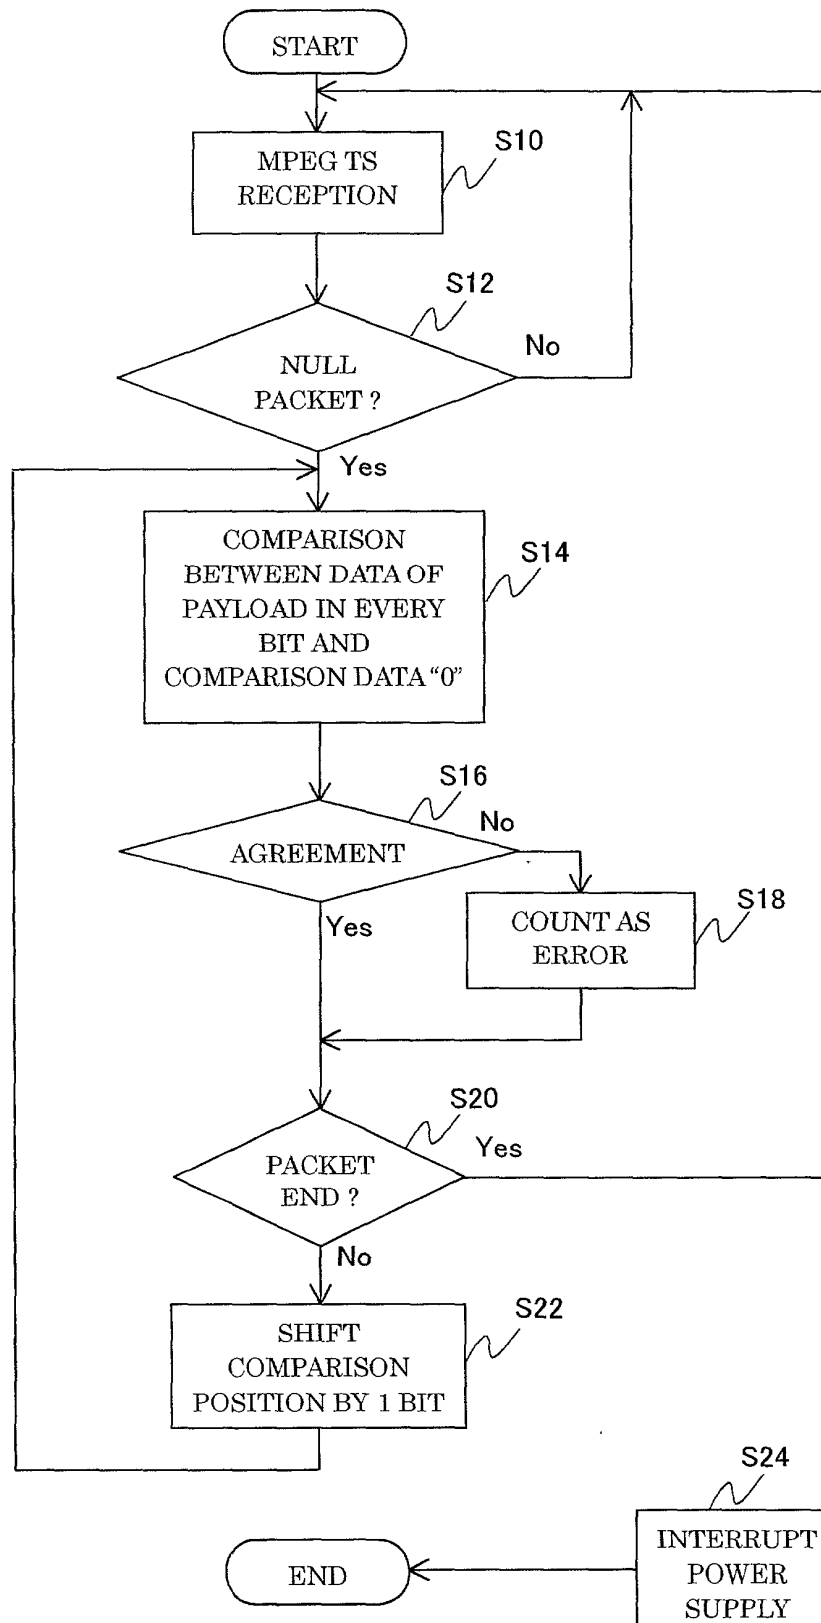 START
MPEG TS
RECEPTION
S10
S12
NULL
PACKET ?
No
Yes
COMPARISON
BETWEEN DATA OF
PAYLOAD IN EVERY
BIT AND
COMPARISON DATA “0”
S14
S16
AGREEMENT
No
Yes
COUNT AS
ERROR
S18
S20
PACKET
END ?
Yes
No
SHIFT
COMPARISON
POSITION BY 1 BIT
S22
S24
INTERRUPT
POWER
SUPPLY
END